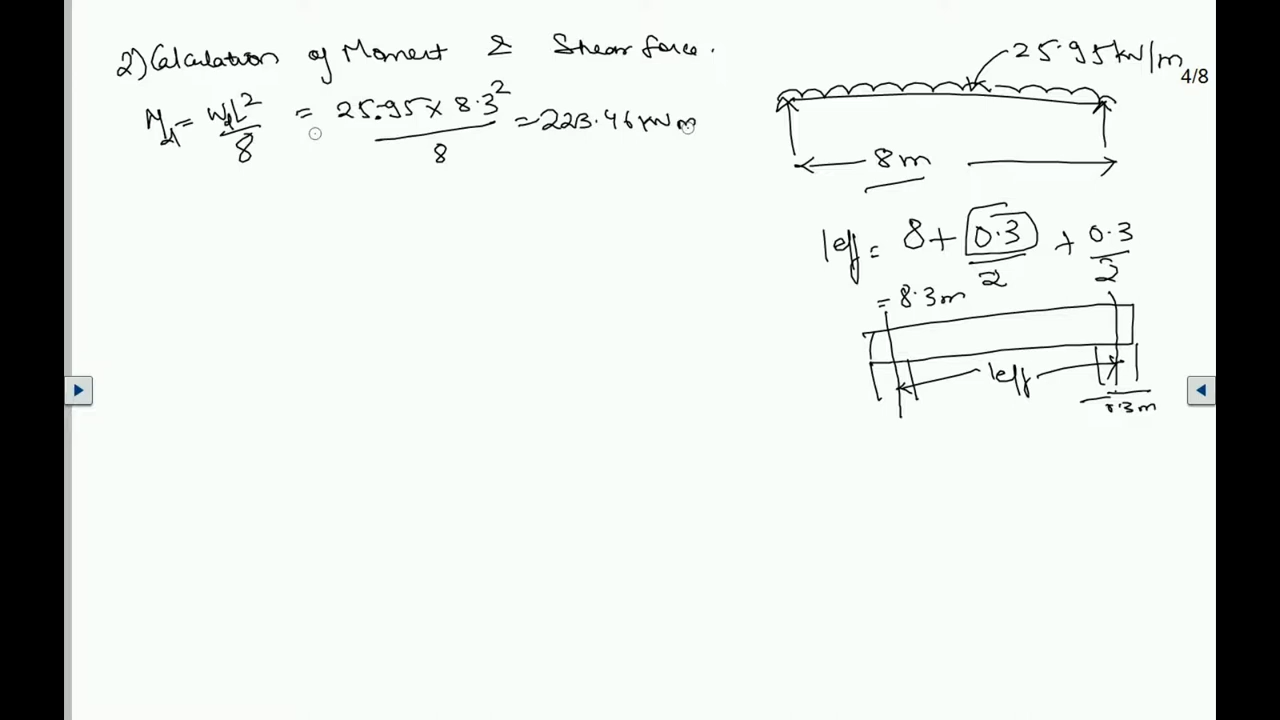 2) Calculation of Moment & Shear force.
25.95 kN/m
4/8
Md = wdL²/8 = 25.95 × 8.3²/8 = 223.46 kNm
8m
leff = 8 + 0.3/2 + 0.3/2
= 8.3m
leff
0.3m